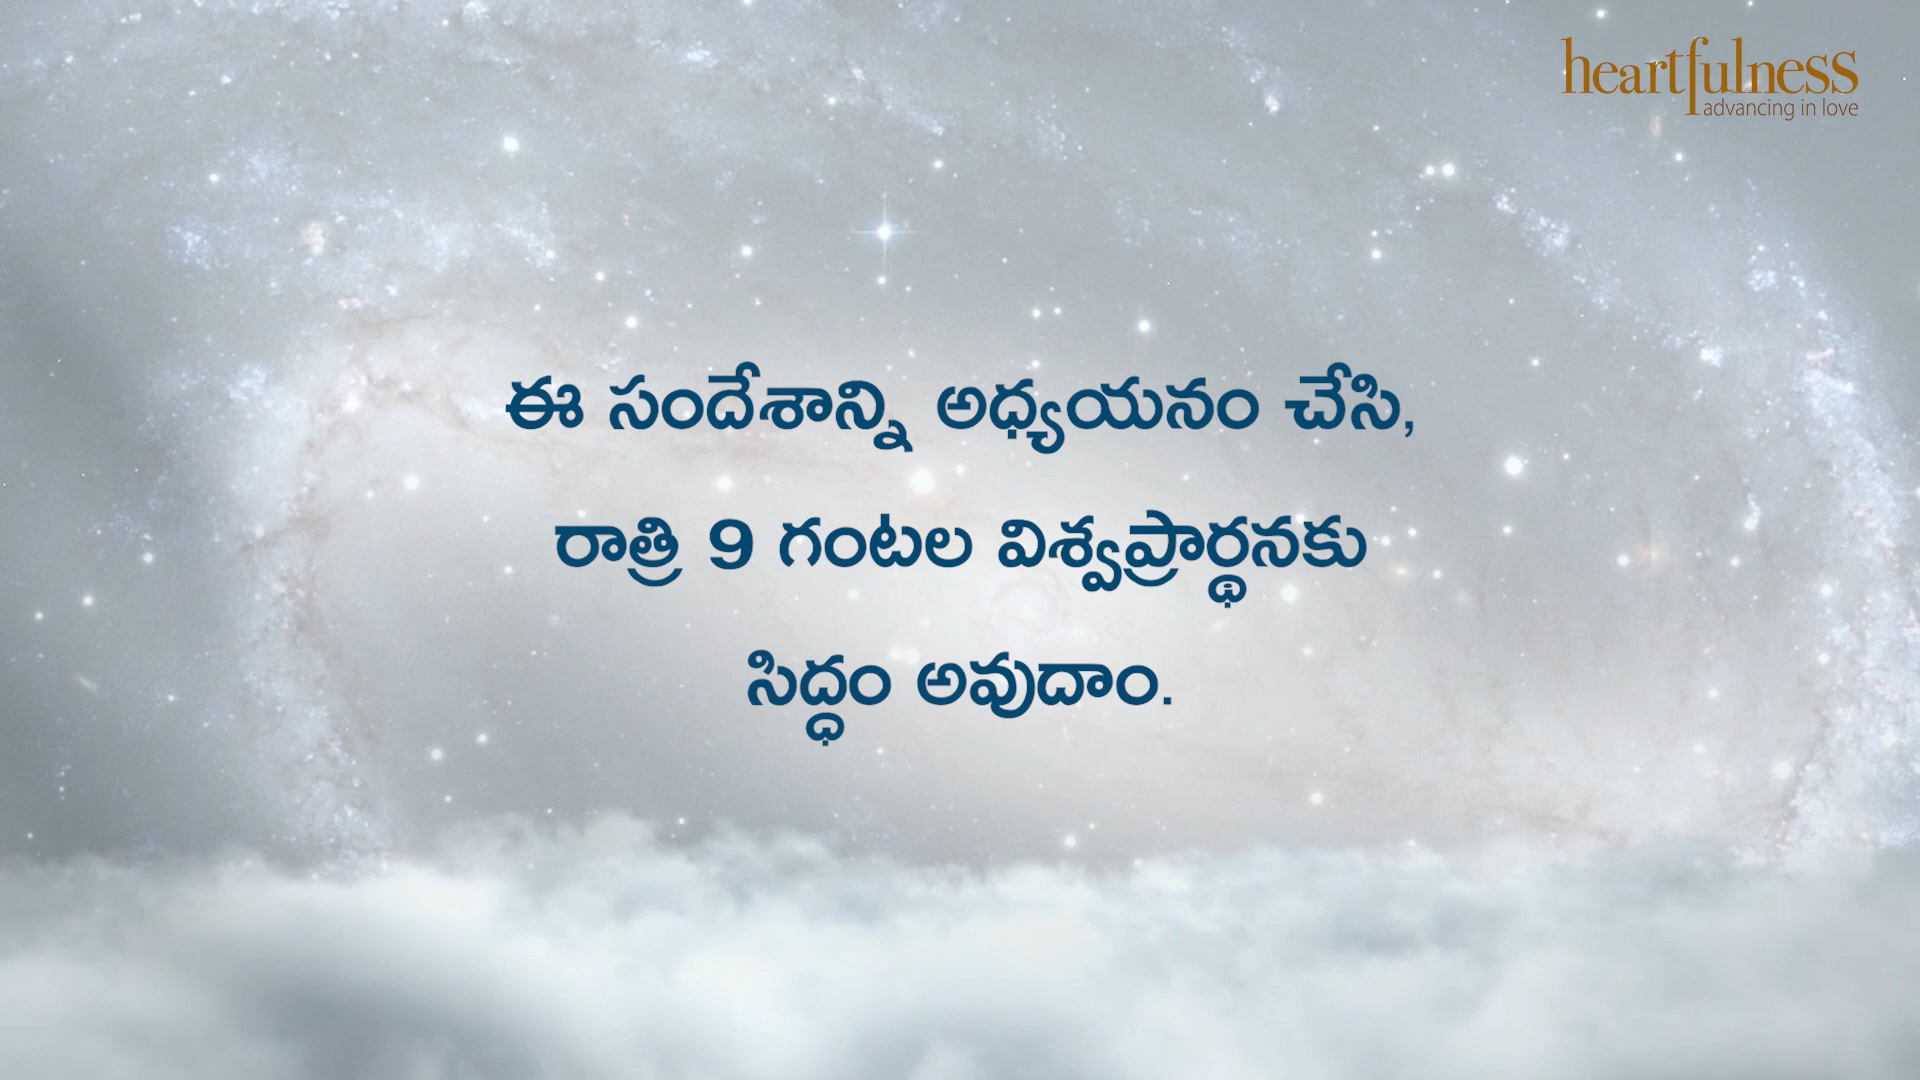 heartfulness
advancing in love
ఈ సందేశాన్ని అధ్యయనం చేసి,
రాత్రి 9 గంటల విశ్వప్రార్థనకు
సిద్ధం అవుదాం.